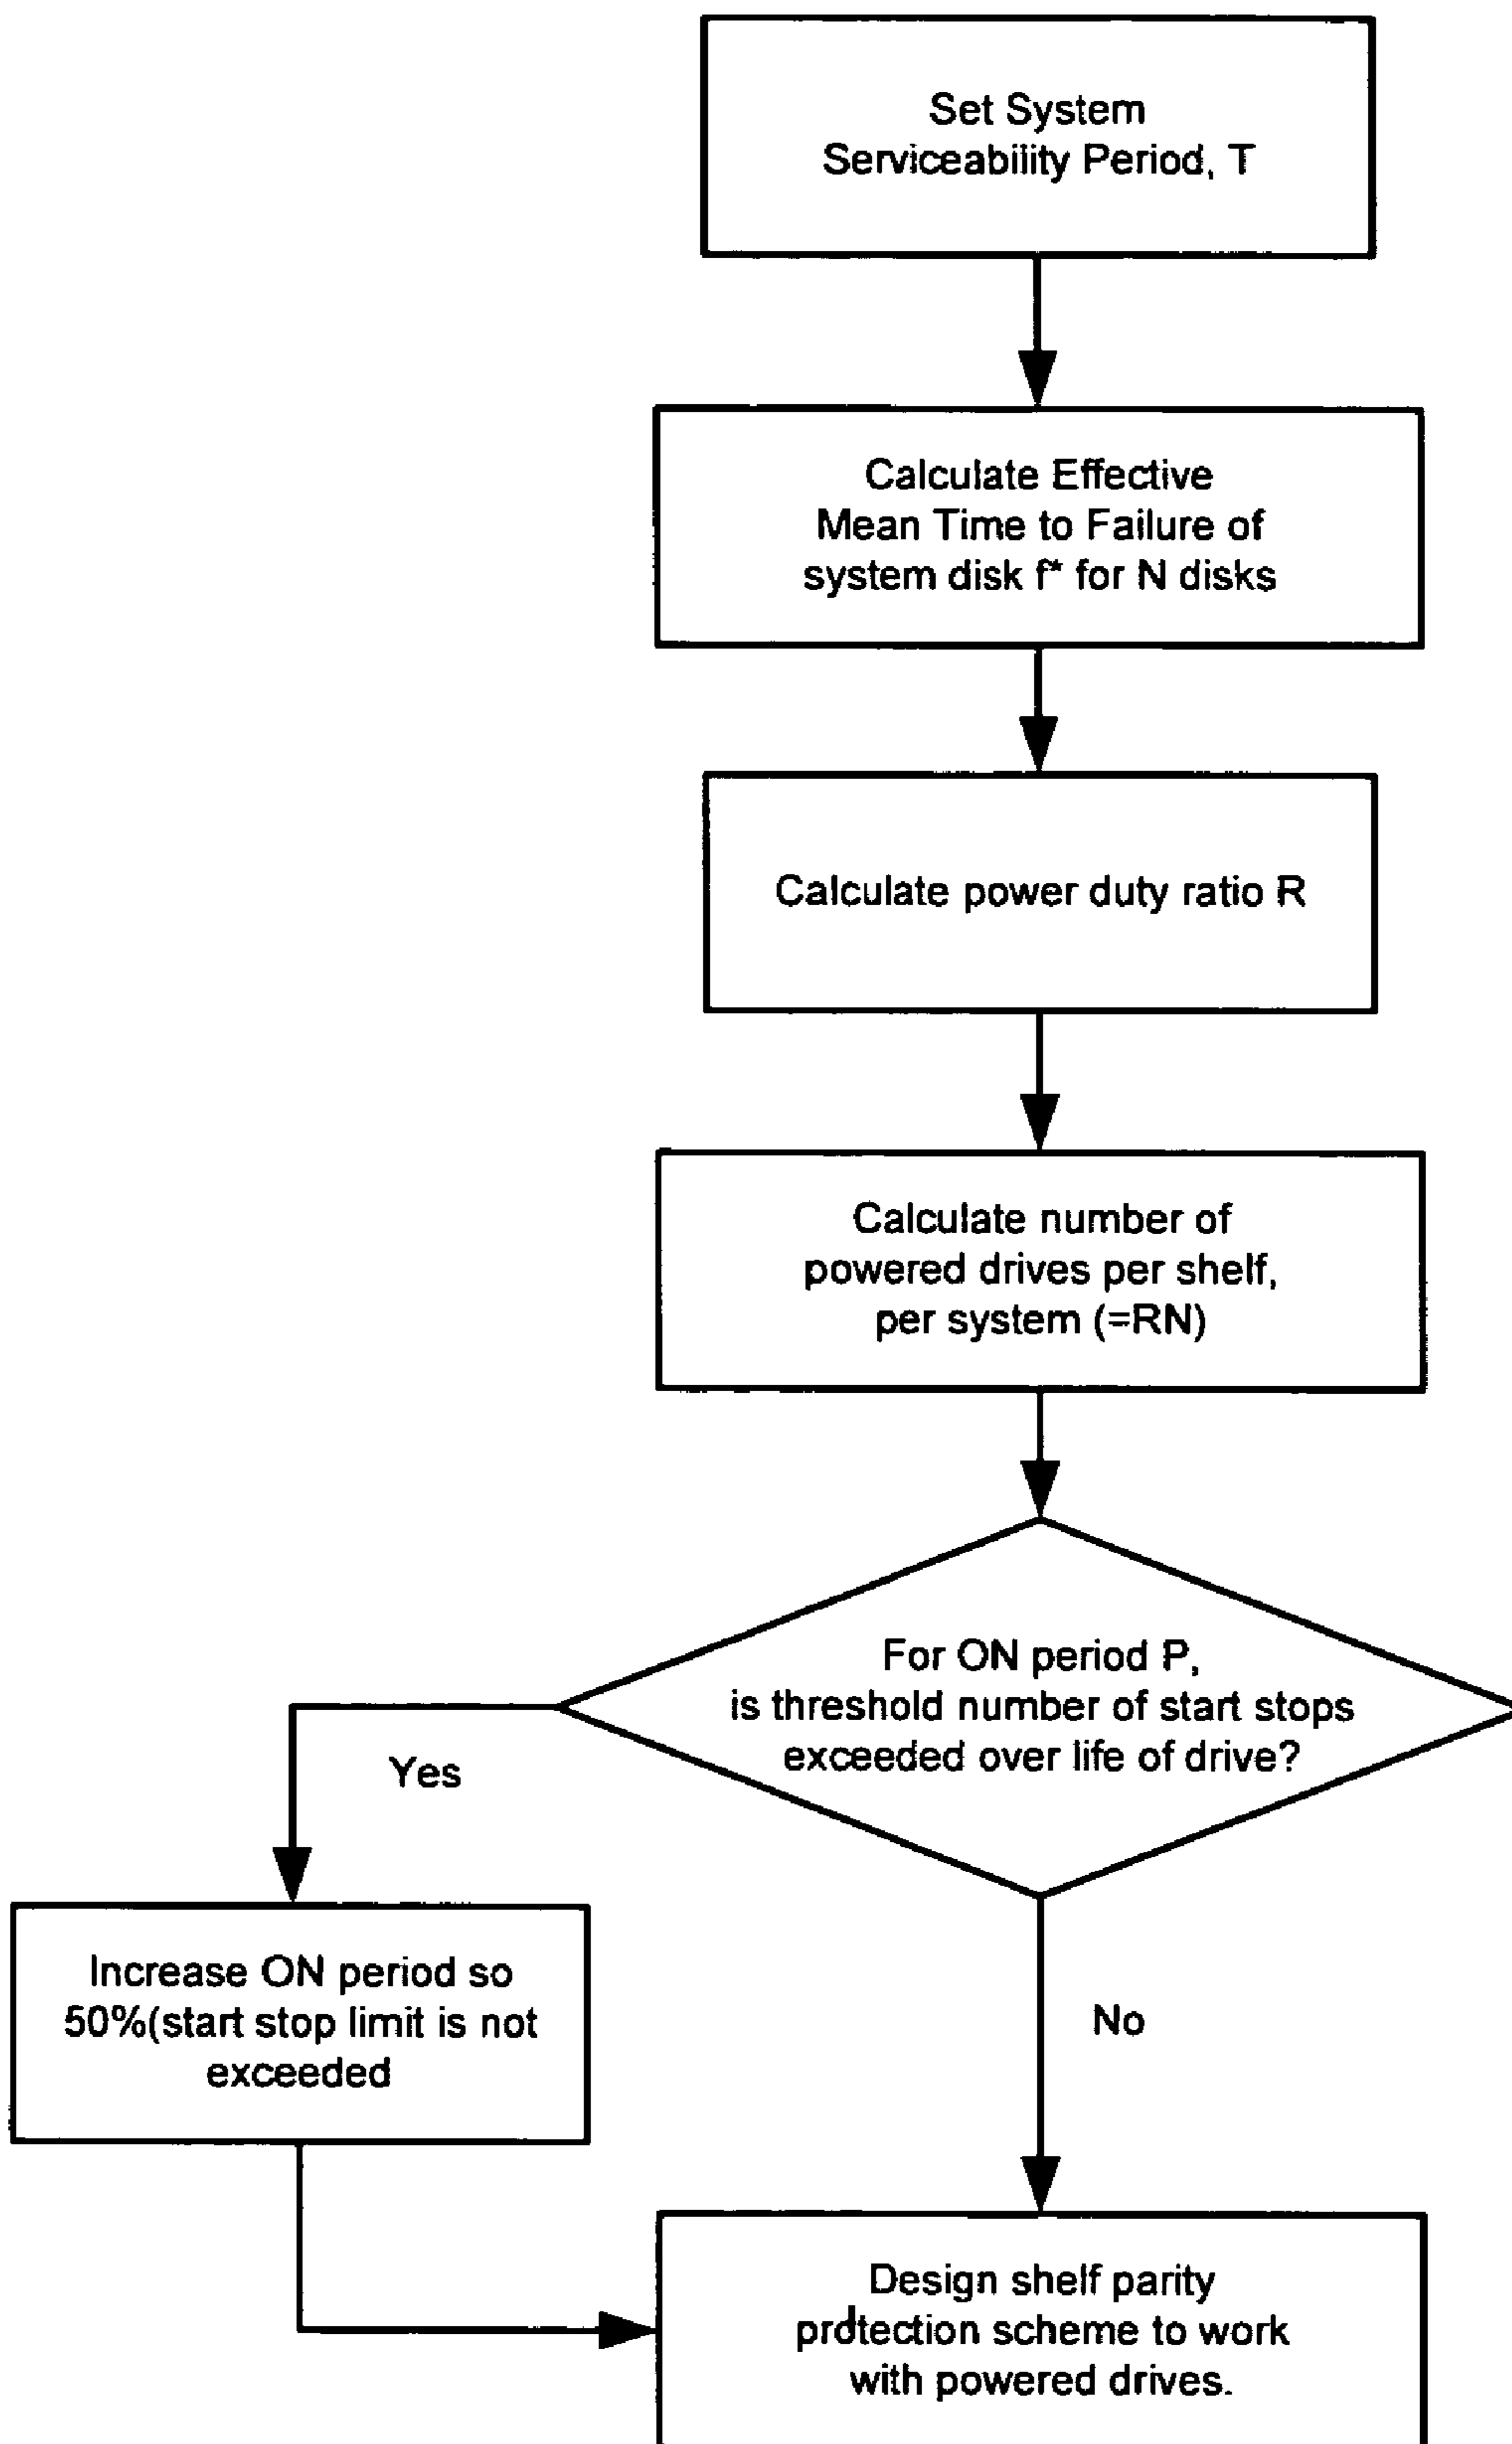 Set System
Serviceability Period, T
Calculate Effective
Mean Time to Failure of
system disk f* for N disks
Calculate power duty ratio R
Calculate number of
powered drives per shelf,
per system (=RN)
For ON period P,
is threshold number of start stops
exceeded over life of drive?
Yes
No
Increase ON period so
50%(start stop limit is not
exceeded
Design shelf parity
protection scheme to work
with powered drives.